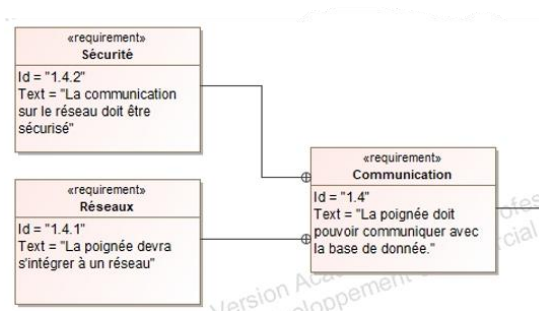 «requirement»
Sécurité
Id = "1.4.2"
Text = "La communication
sur le réseau doit être
sécurisé"
«requirement»
Réseaux
Id = "1.4.1"
Text = "La poignée devra
s'intégrer à un réseau"
«requirement»
Communication
Id = "1.4"
Text = "La poignée doit
pouvoir communiquer avec
la base de donnée."
Version